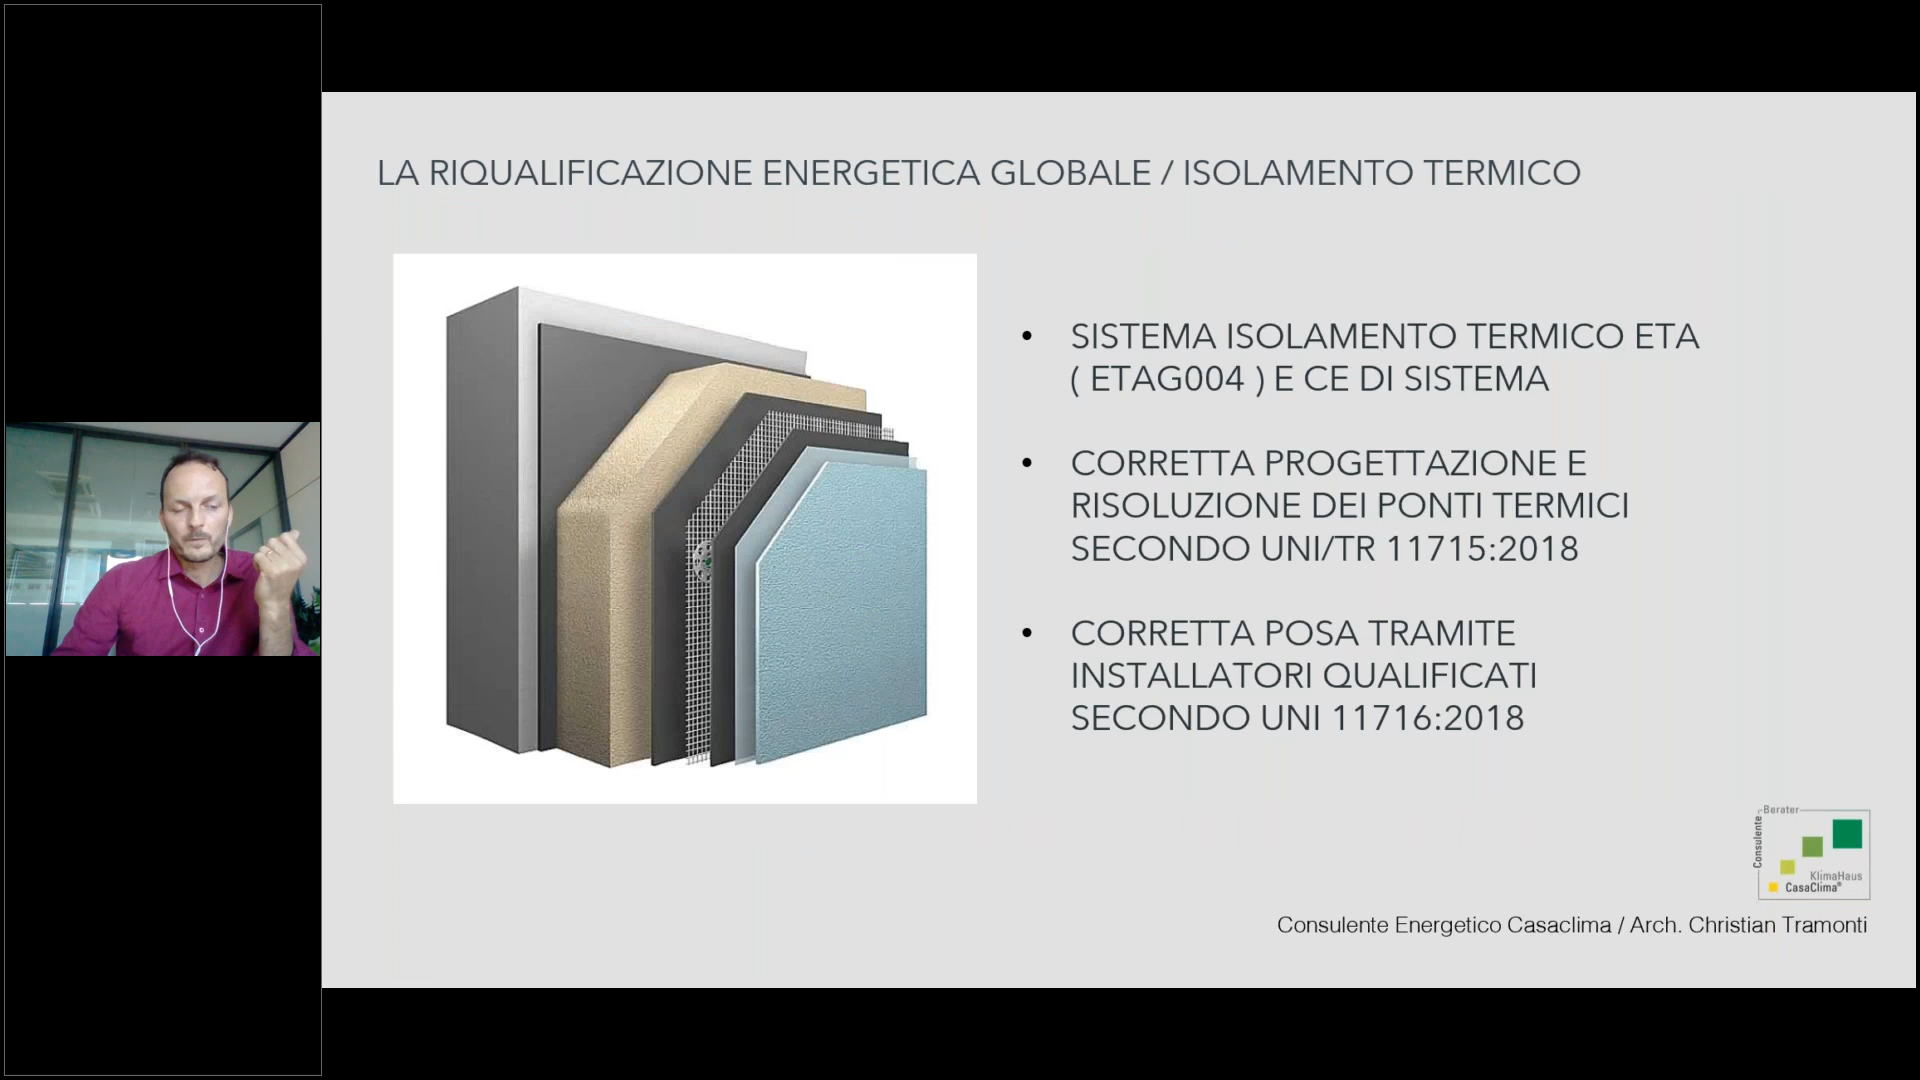 LA RIQUALIFICAZIONE ENERGETICA GLOBALE / ISOLAMENTO TERMICO
• SISTEMA ISOLAMENTO TERMICO ETA
( ETAG004 ) E CE DI SISTEMA
• CORRETTA PROGETTAZIONE E
RISOLUZIONE DEI PONTI TERMICI
SECONDO UNI/TR 11715:2018
• CORRETTA POSA TRAMITE
INSTALLATORI QUALIFICATI
SECONDO UNI 11716:2018
Berater
Consulente
KlimaHaus
CasaClima®
Consulente Energetico Casaclima / Arch. Christian Tramonti